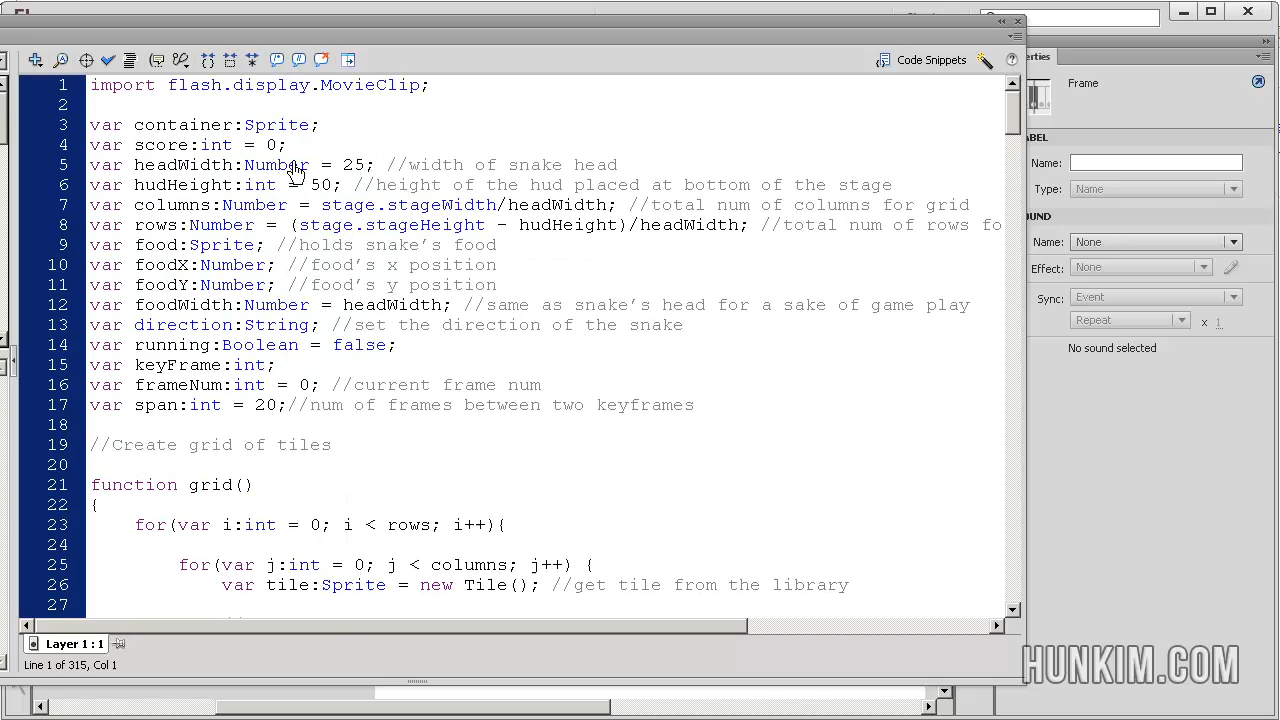 Code Snippets
erties
Frame
1 import flash.display.MovieClip;
2
3 var container:Sprite;
4 var score:int = 0;
5 var headWidth:Number = 25; //width of snake head
6 var hudHeight:int = 50; //height of the hud placed at bottom of the stage
7 var columns:Number = stage.stageWidth/headWidth; //total num of columns for grid
8 var rows:Number = (stage.stageHeight - hudHeight)/headWidth; //total num of rows fo
9 var food:Sprite; //holds snake's food
10 var foodX:Number; //food's x position
11 var foodY:Number; //food's y position
12 var foodWidth:Number = headWidth; //same as snake's head for a sake of game play
13 var direction:String; //set the direction of the snake
14 var running:Boolean = false;
15 var keyFrame:int;
16 var frameNum:int = 0; //current frame num
17 var span:int = 20;//num of frames between two keyframes
18
19 //Create grid of tiles
20
21 function grid()
22 {
23 for(var i:int = 0; i < rows; i++){
24
25 for(var j:int = 0; j < columns; j++) {
26 var tile:Sprite = new Tile(); //get tile from the library
27
Layer 1 : 1
Line 1 of 315, Col 1
LABEL
Name:
Type: Name
OUND
Name: None
Effect: None
Sync: Event
Repeat x 1
No sound selected
HUNKIM.COM